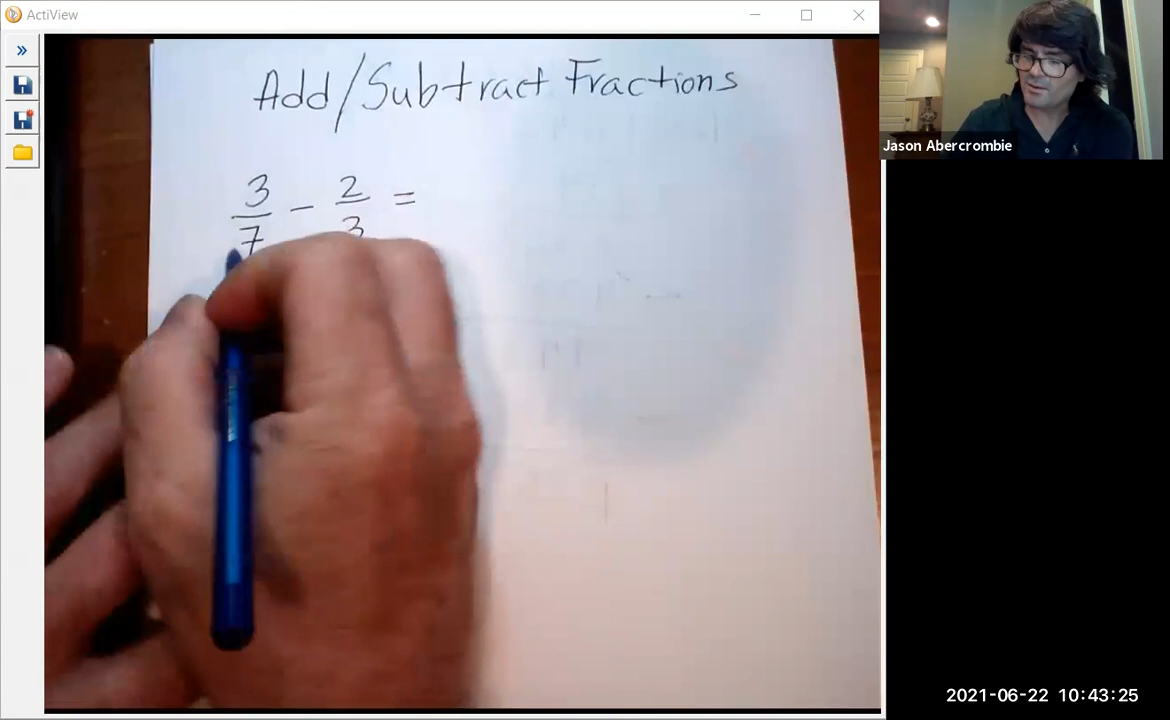 ActiView
Add/Subtract Fractions
3/7 - 2/3 =
Jason Abercrombie
2021-06-22 10:43:25